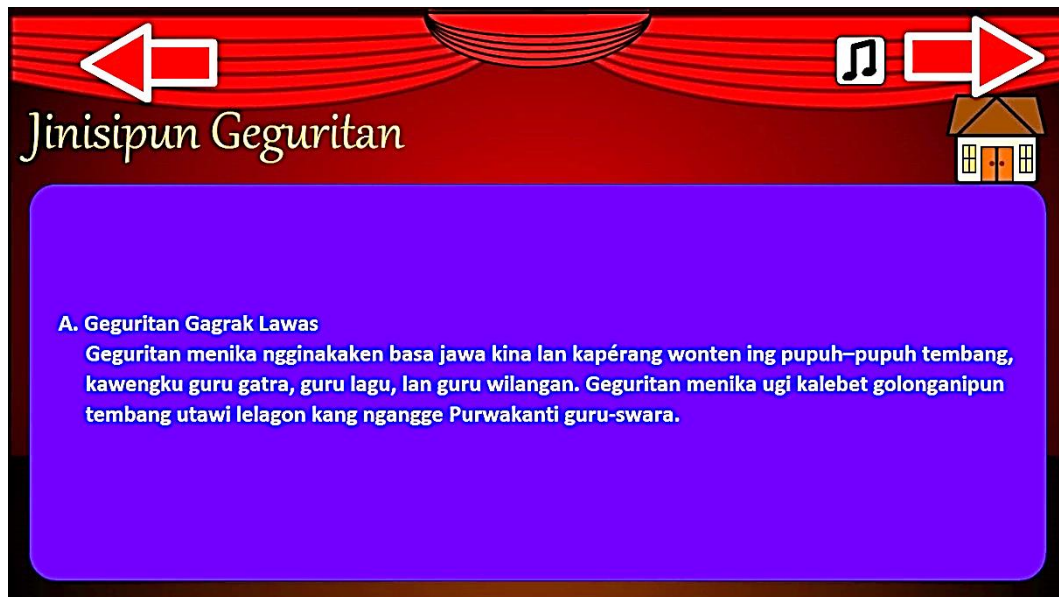 Jinisipun Geguritan
A. Geguritan Gagrak Lawas
Geguritan menika ngginakaken basa jawa kina lan kapérang wonten ing pupuh–pupuh tembang,
kawengku guru gatra, guru lagu, lan guru wilangan. Geguritan menika ugi kalebet golonganipun
tembang utawi lelagon kang ngangge Purwakanti guru-swara.